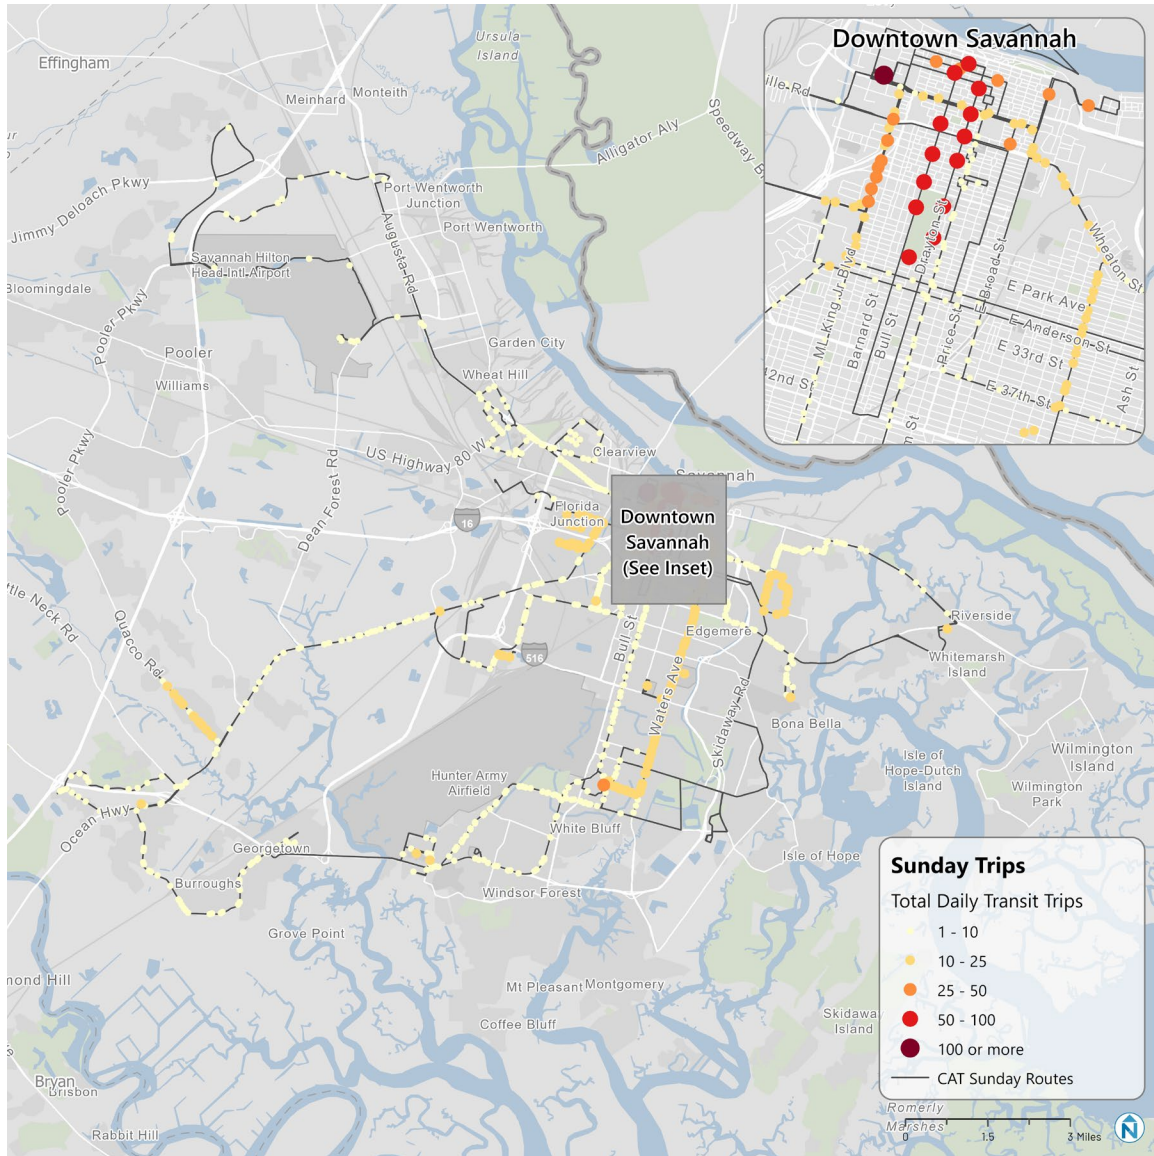 Ursula
Island
Effingham
Meinhard
Monteith
Speedway B
Alligator Aly
Jimmy Deloach Pkwy
Port Wentworth
Junction
Augusta Rd
Port Wentworth
Savannah Hilton
Head Intl Airport
Bloomingdale
Pooler Pkwy
Pooler
Garden City
Williams
Wheat Hill
US Highway 80 W
Clearview
Savannah
Pooler Pkwy
Dean Forest Rd
16
Florida
Junction
Downtown
Savannah
(See Inset)
ttle Neck Rd
Quacco Rd
Bull St
Edgemere
516
Riverside
Whitemarsh
Island
Waters Ave
Skidaway Rd
Bona Bella
Isle of
Hope-Dutch
Island
Wilmington
Island
Wilmington
Park
Hunter Army
Airfield
Ocean Hwy
White Bluff
Georgetown
Isle of Hope
Burroughs
Windsor Forest
Grove Point
mond Hill
Mt Pleasant
Montgomery
Coffee Bluff
Skidaway
Island
Bryan
Brisbon
Rabbit Hill
Romerly
Marshes
Downtown Savannah
ille Rd
Wheaton St
Drayton St
ML King Jr Blvd
Barnard St
Bull St
Price St
E Broad St
E Park Ave
E Anderson St
E 33rd St
42nd St
E 37th St
Ash St
m St
Sunday Trips
Total Daily Transit Trips
1 - 10
10 - 25
25 - 50
50 - 100
100 or more
CAT Sunday Routes
0 1.5 3 Miles
N